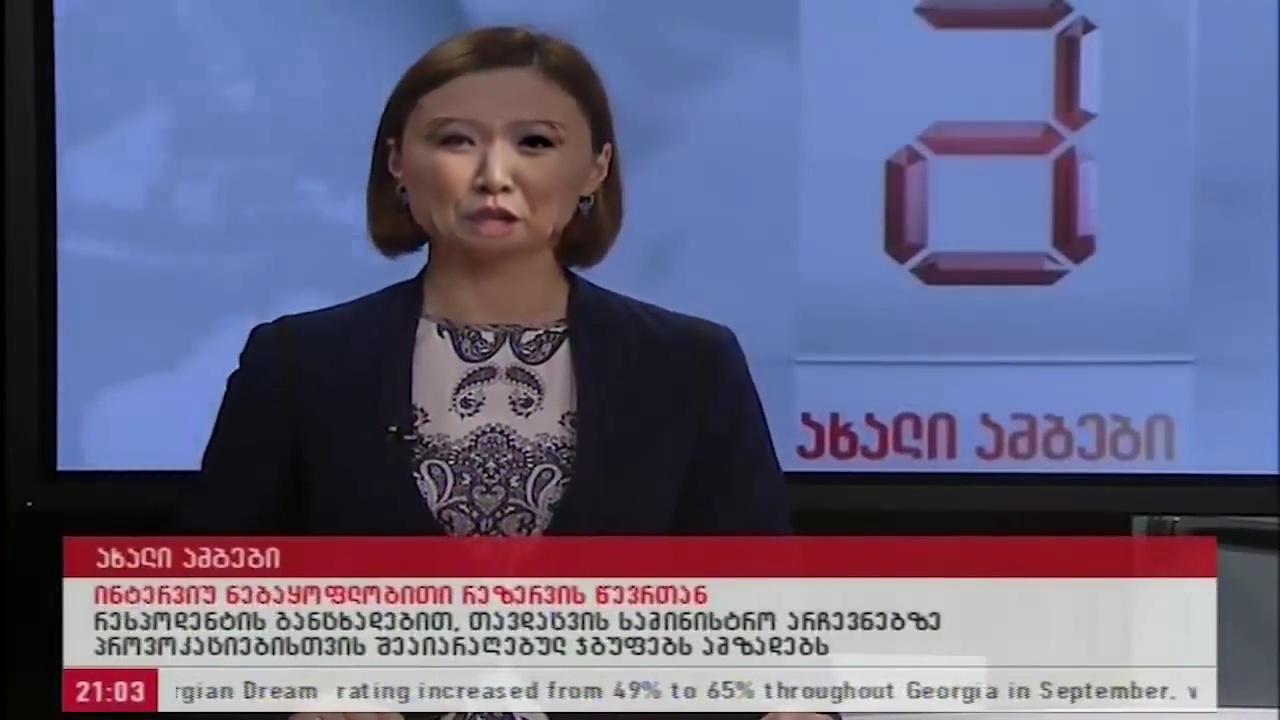 ახალი ამბები
ახალი ამბები
ინტერვიუ ნებაყოფლობითი რეზერვის წევრთან
რესპოდენტის განცხადებით, თავდაცვის სამინისტრო არჩევნებზე
პროვოკაციებისთვის შეაიარაღებულ ჯგუფებს ამზადებს
21:03 rgian Dream rating increased from 49% to 65% throughout Georgia in September.